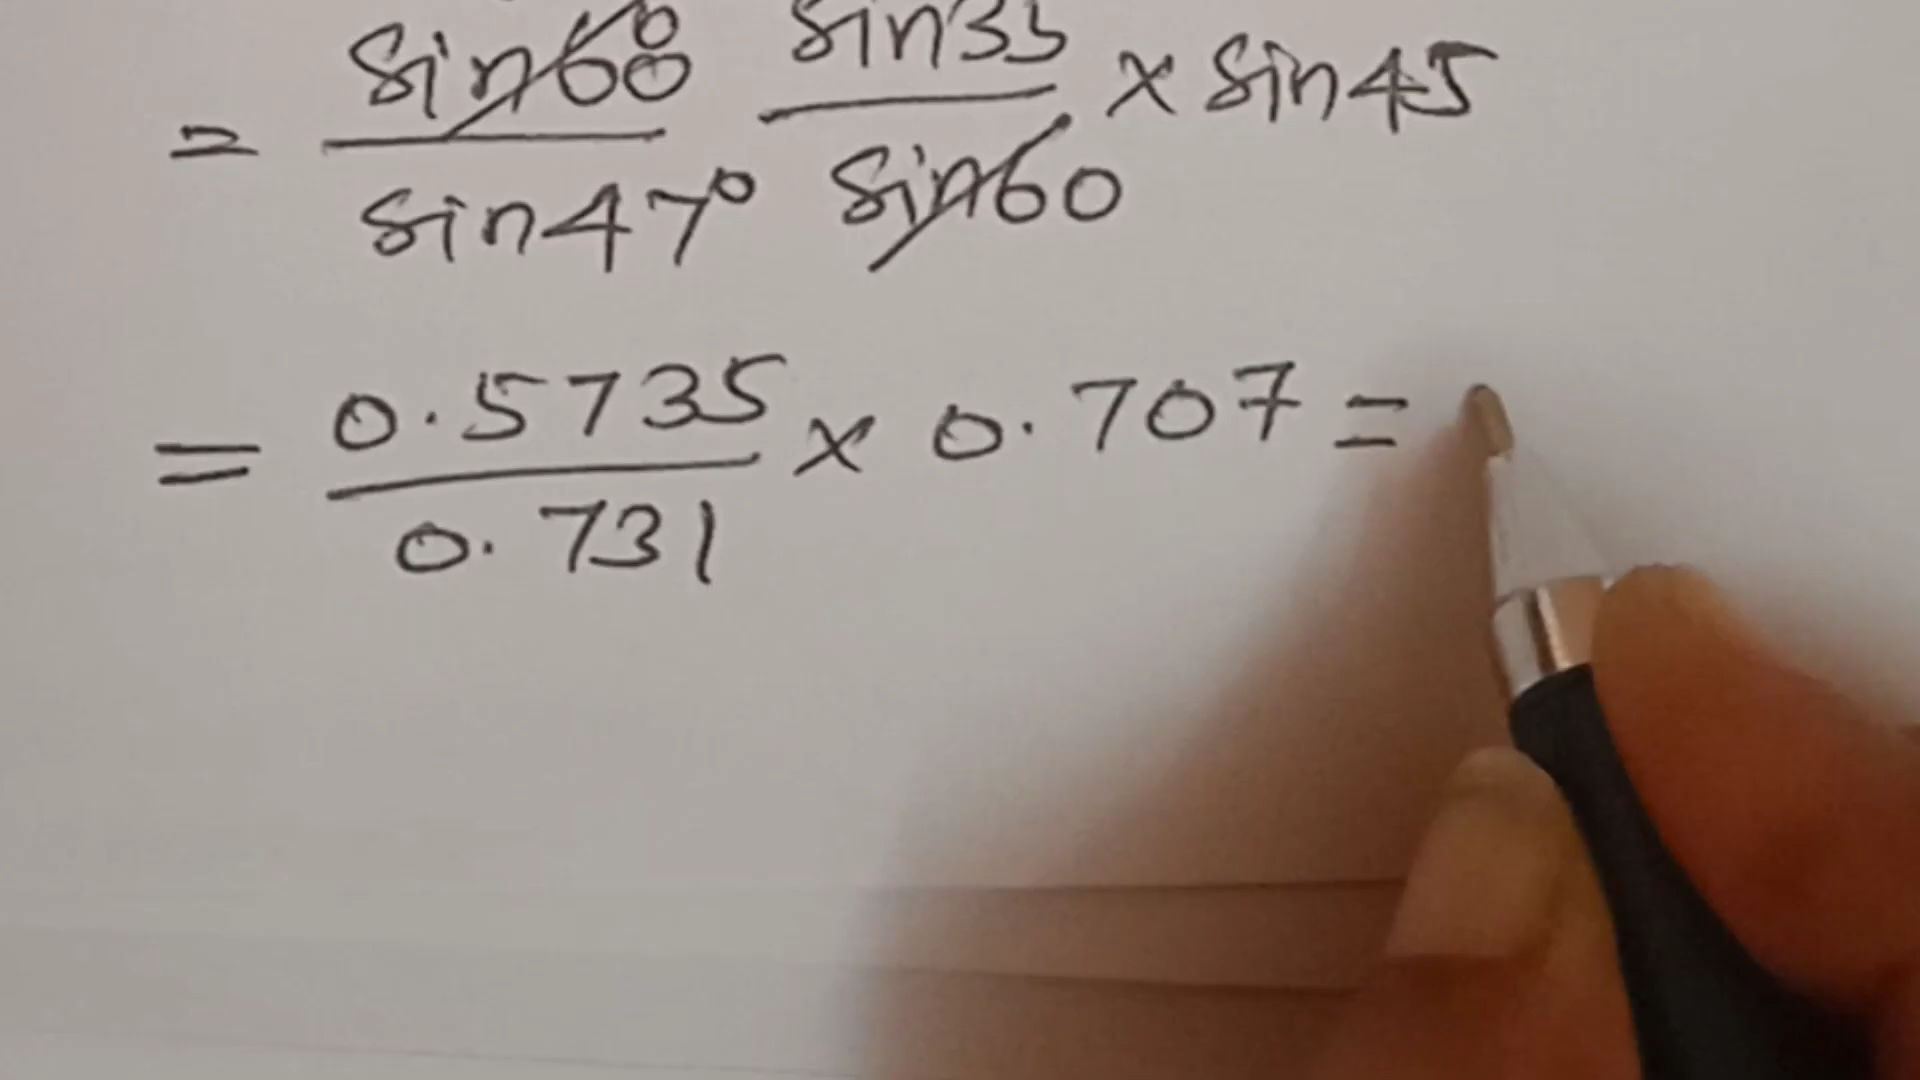 = sin60° / sin47° sin35 / sin60 × sin45
= 0.5735 / 0.731 × 0.707 =